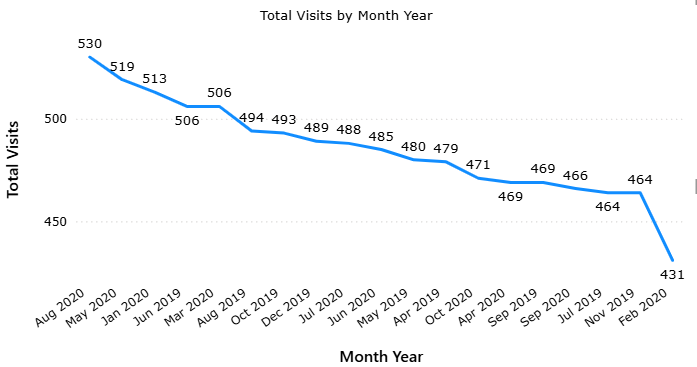 Total Visits by Month Year
Total Visits
500
450
530
519
513
506
506
494
493
489
488
485
480
479
471
469
469
466
464
464
431
Aug 2020
May 2020
Jan 2020
Jun 2019
Mar 2020
Aug 2019
Oct 2019
Dec 2019
Jul 2020
Jun 2020
May 2019
Apr 2019
Oct 2020
Apr 2020
Sep 2019
Sep 2020
Jul 2019
Nov 2019
Feb 2020
Month Year